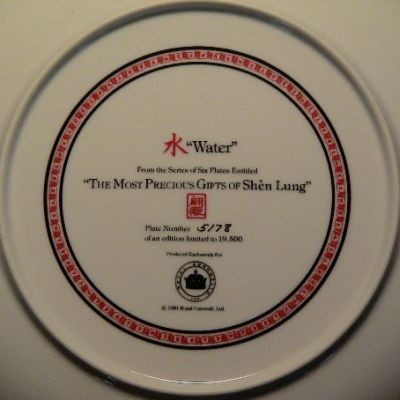 水 “Water”
From the Series of Six Plates Entitled
“THE MOST PRECIOUS GIFTS OF SHÊN LUNG”
Plate Number 5178
of an edition limited to 19,500
Produced Exclusively For
© 1981 Royal Cornwall, Ltd.